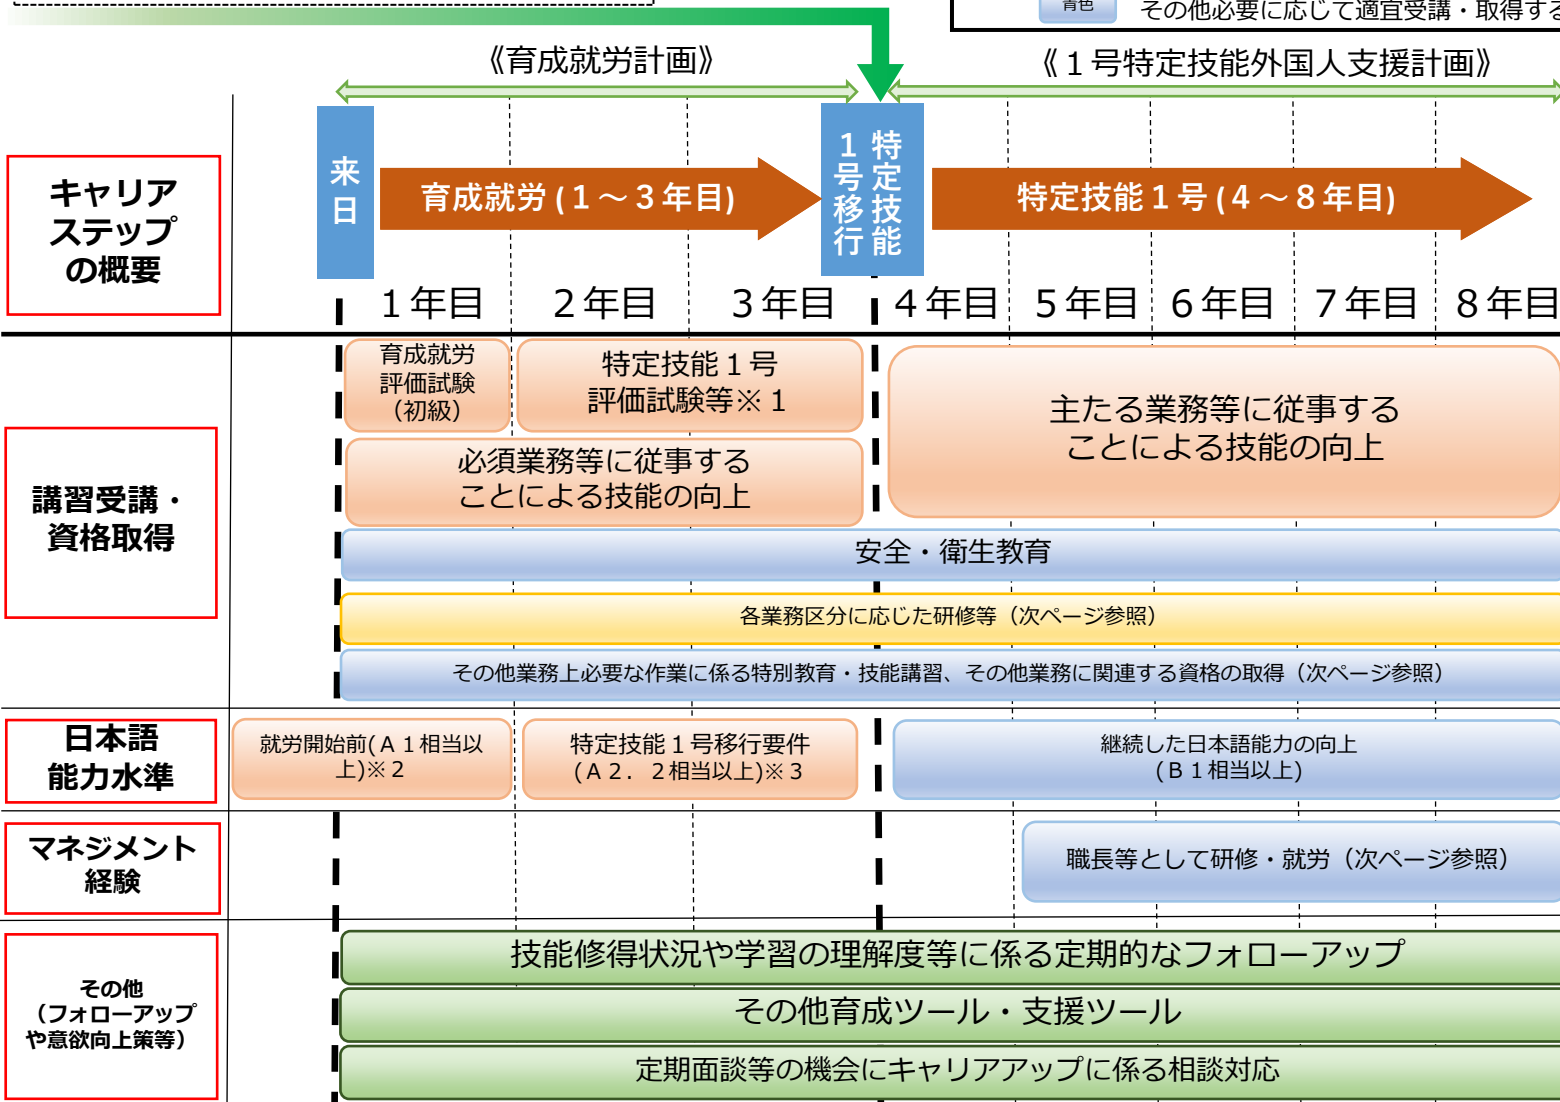 青色
その他必要に応じて適宜受講・取得する
《育成就労計画》
《１号特定技能外国人支援計画》
キャリア
ステップ
の概要
来日
育成就労(１～３年目)
特定技能
１号移行
特定技能１号(４～８年目)
１年目
２年目
３年目
４年目
５年目
６年目
７年目
８年目
講習受講・
資格取得
育成就労
評価試験
（初級）
特定技能１号
評価試験等※１
必須業務等に従事する
ことによる技能の向上
主たる業務等に従事する
ことによる技能の向上
安全・衛生教育
各業務区分に応じた研修等（次ページ参照）
その他業務上必要な作業に係る特別教育・技能講習、その他業務に関連する資格の取得（次ページ参照）
日本語
能力水準
就労開始前(Ａ１相当以
上)※２
特定技能１号移行要件
(Ａ２．２相当以上)※３
継続した日本語能力の向上
(Ｂ１相当以上)
マネジメント
経験
職長等として研修・就労（次ページ参照）
その他
（フォローアップ
や意欲向上策等）
技能修得状況や学習の理解度等に係る定期的なフォローアップ
その他育成ツール・支援ツール
定期面談等の機会にキャリアアップに係る相談対応